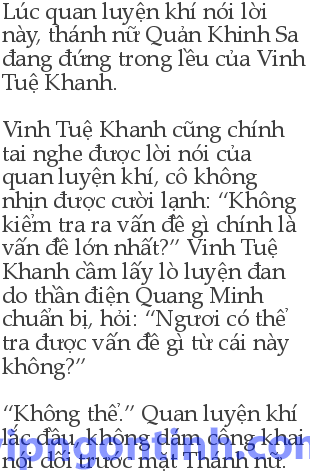 Lúc quan luyện khí nói lời
này, thánh nữ Quản Khinh Sa
đang đứng trong lều của Vinh
Tuệ Khanh.

Vinh Tuệ Khanh cũng chính
tai nghe được lời nói của
quan luyện khí, cô không
nhịn được cười lạnh: “Không
kiểm tra ra vấn đề gì chính là
vấn đề lớn nhất?” Vinh Tuệ
Khanh cầm lấy lò luyện đan
do thần điện Quang Minh
chuẩn bị, hỏi: “Ngươi có thể
tra được vấn đề gì từ cái này
không?”

“Không thể.” Quan luyện khí
lắc đầu, không dám công khai
nói dối trước mặt Thánh nữ.
vipngontinh.com